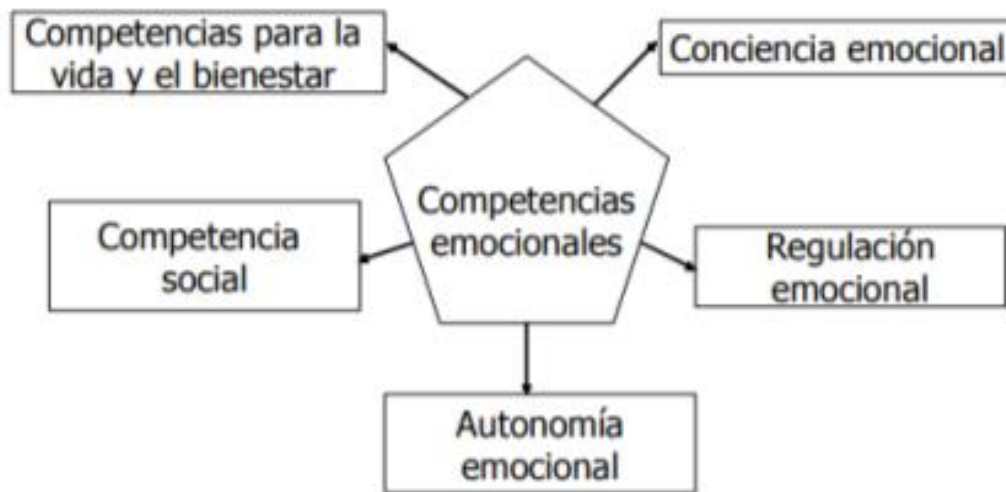 Competencias para la
vida y el bienestar
Conciencia emocional
Competencias
emocionales
Competencia
social
Regulación
emocional
Autonomía
emocional